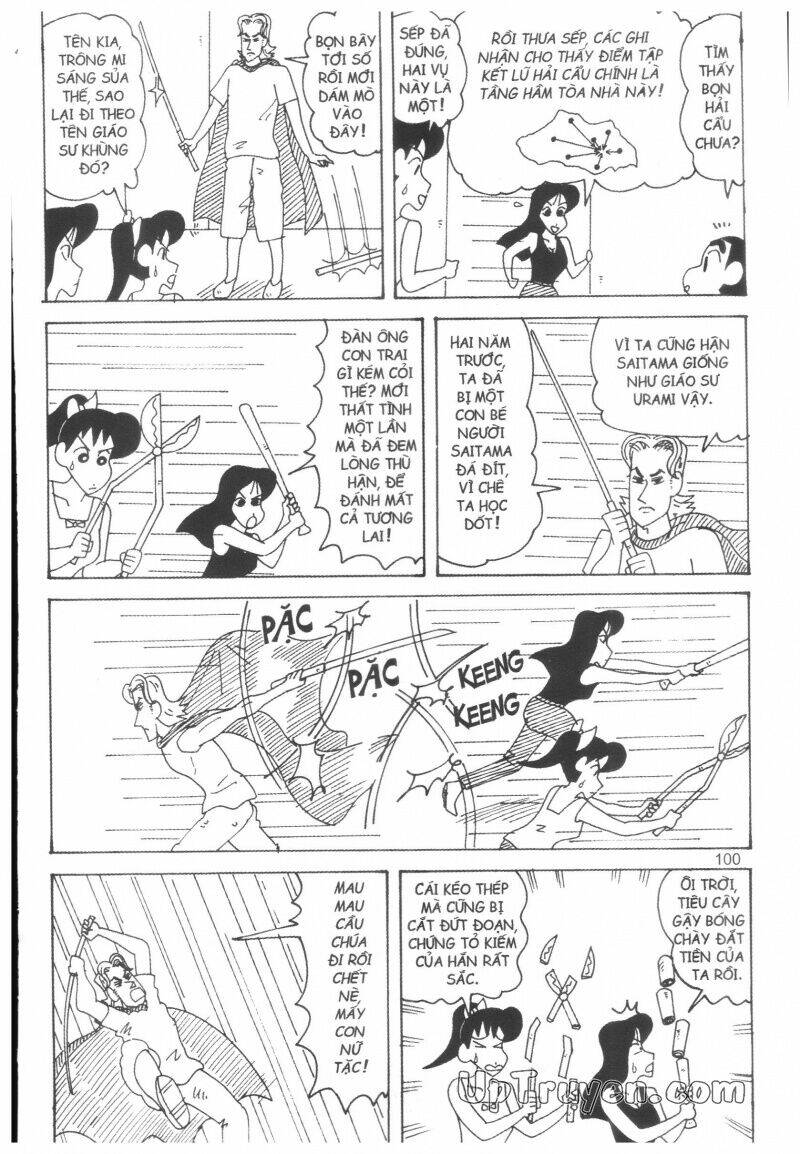 TÌM
THẤY
BỌN
HẢI
CẨU
CHƯA?
RỒI THƯA SẾP, CÁC GHI
NHẬN CHO THẤY ĐIỂM TẬP
KẾT LŨ HẢI CẨU CHÍNH LÀ
TẦNG HẦM TÒA NHÀ NÀY!
SẾP ĐÃ
ĐÚNG,
HAI VỤ
NÀY LÀ
MỘT!
BỌN BÂY
TỚI SỐ
RỒI MỚI
DÁM MÒ
VÀO
ĐÂY!
TÊN KIA,
TRÔNG MI
SÁNG SỦA
THẾ, SAO
LẠI ĐI THEO
TÊN GIÁO
SƯ KHÙNG
ĐÓ?
VÌ TA CŨNG HẬN
SAITAMA GIỐNG
NHƯ GIÁO SƯ
URAMI VẬY.
HAI NĂM
TRƯỚC,
TA ĐÃ
BỊ MỘT
CON BÉ
NGƯỜI
SAITAMA
ĐÁ ĐÍT,
VÌ CHÊ
TA HỌC
DỐT!
ĐÀN ÔNG
CON TRAI
GÌ KÉM CỎI
THẾ? MỚI
THẤT TÌNH
MỘT LẦN
MÀ ĐÃ ĐEM
LÒNG THÙ
HẬN, ĐỂ
ĐÁNH MẤT
CẢ TƯƠNG
LAI!
KEENG
KEENG
PẶC
PẶC
100
ÔI TRỜI,
TIÊU CÂY
GẬY BÓNG
CHÀY ĐẮT
TIỀN CỦA
TA RỒI.
CÁI KÉO THÉP
MÀ CŨNG BỊ
CẮT ĐỨT ĐOẠN,
CHỨNG TỎ KIẾM
CỦA HẮN RẤT
SẮC.
MAU
MAU
CẦU
CHÚA
ĐI RỒI
CHẾT
NÈ,
MẤY
CON
NỮ
TẶC!
UpTruyen.com